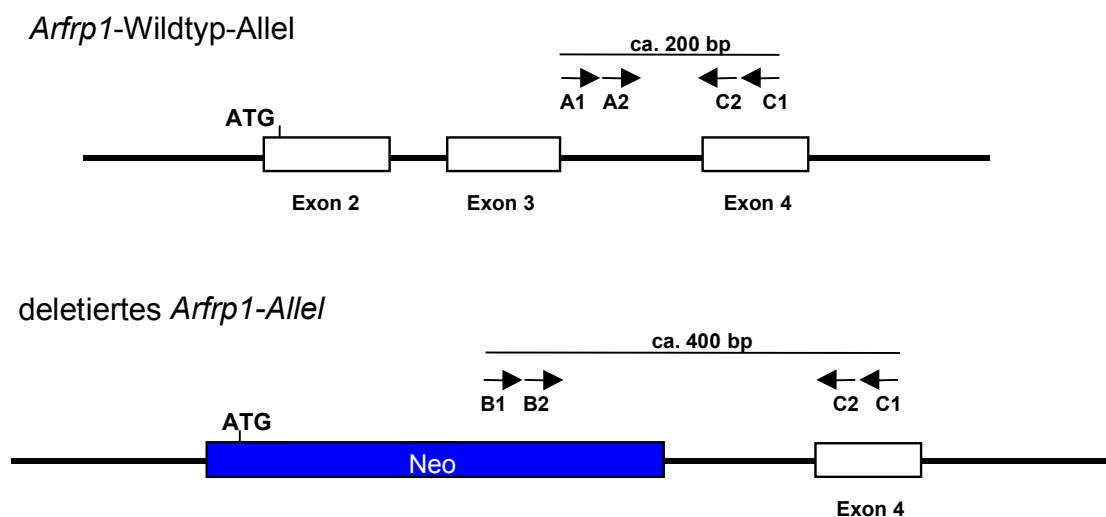 Arfrp1-Wildtyp-Allel
ca. 200 bp
A1 A2 C2 C1
ATG
Exon 2 Exon 3 Exon 4
deletiertes Arfrp1-Allel
ca. 400 bp
B1 B2 C2 C1
ATG
Neo
Exon 4